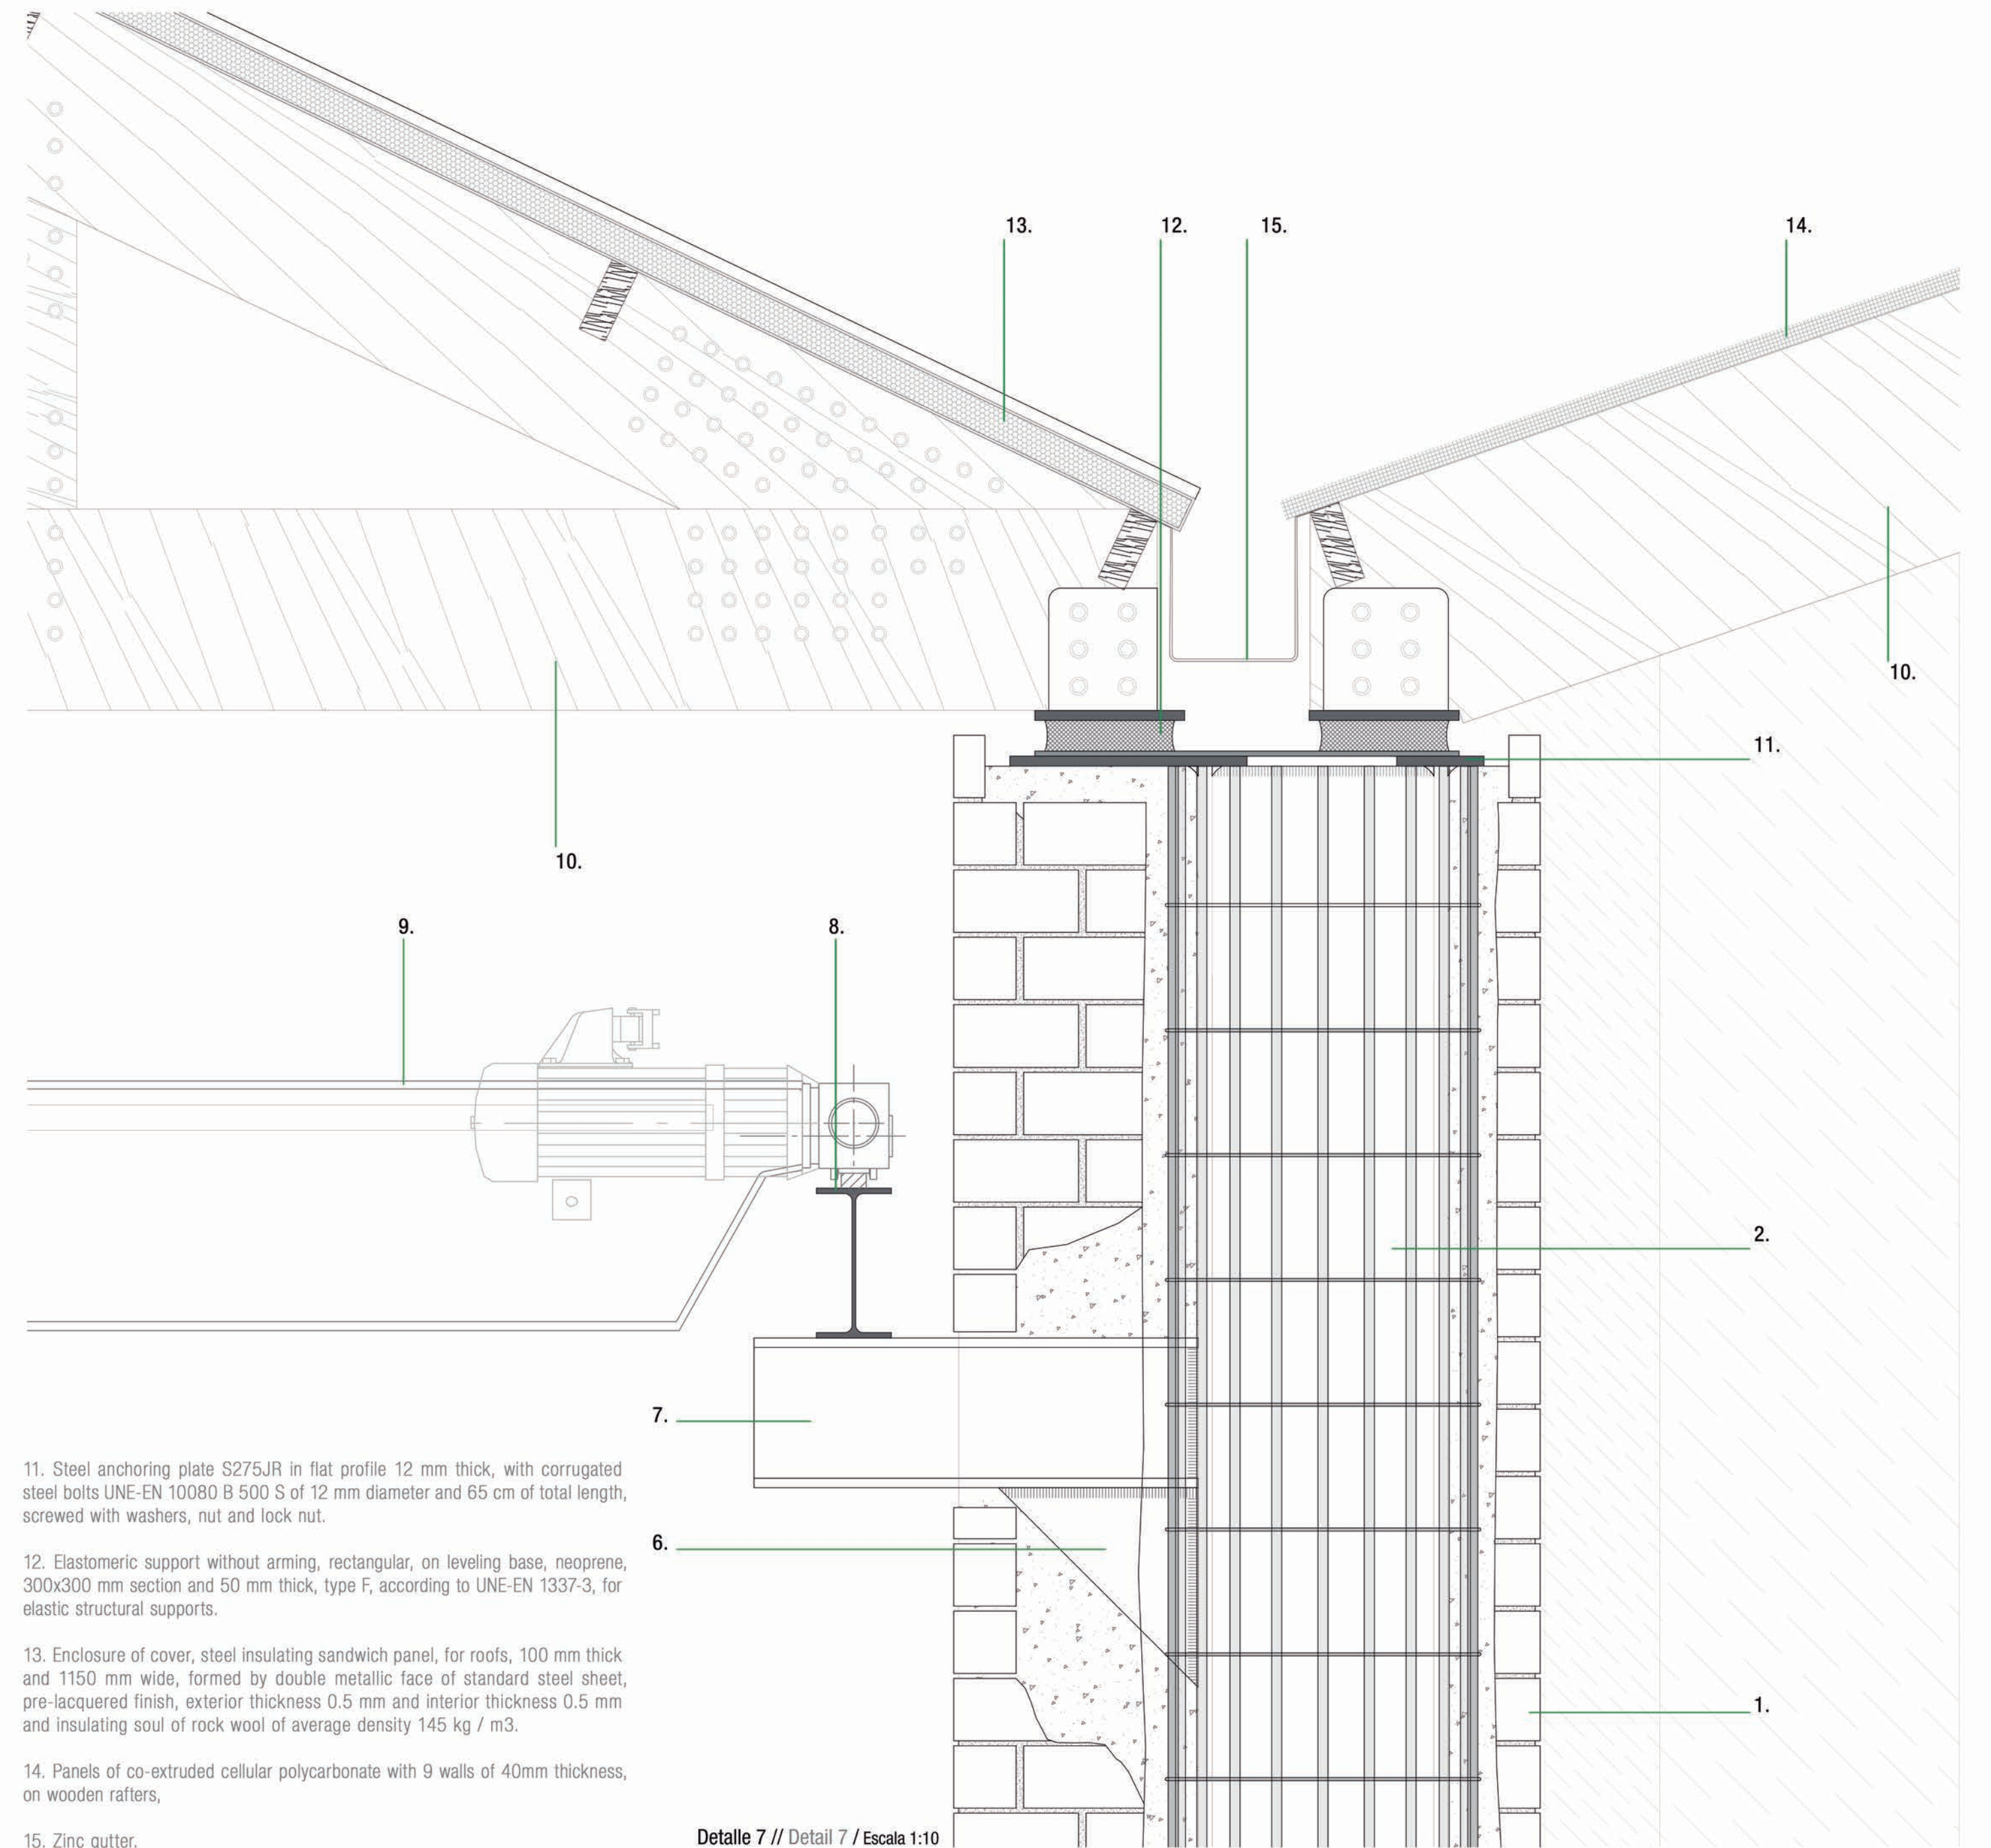 13.
12.
15.
14.
10.
11.
10.
9.
8.
2.
7.
6.
1.
11. Steel anchoring plate S275JR in flat profile 12 mm thick, with corrugated
steel bolts UNE-EN 10080 B 500 S of 12 mm diameter and 65 cm of total length,
screwed with washers, nut and lock nut.
12. Elastomeric support without arming, rectangular, on leveling base, neoprene,
300x300 mm section and 50 mm thick, type F, according to UNE-EN 1337-3, for
elastic structural supports.
13. Enclosure of cover, steel insulating sandwich panel, for roofs, 100 mm thick
and 1150 mm wide, formed by double metallic face of standard steel sheet,
pre-lacquered finish, exterior thickness 0.5 mm and interior thickness 0.5 mm
and insulating soul of rock wool of average density 145 kg / m3.
14. Panels of co-extruded cellular polycarbonate with 9 walls of 40mm thickness,
on wooden rafters,
15. Zinc gutter.
Detalle 7 // Detail 7 / Escala 1:10